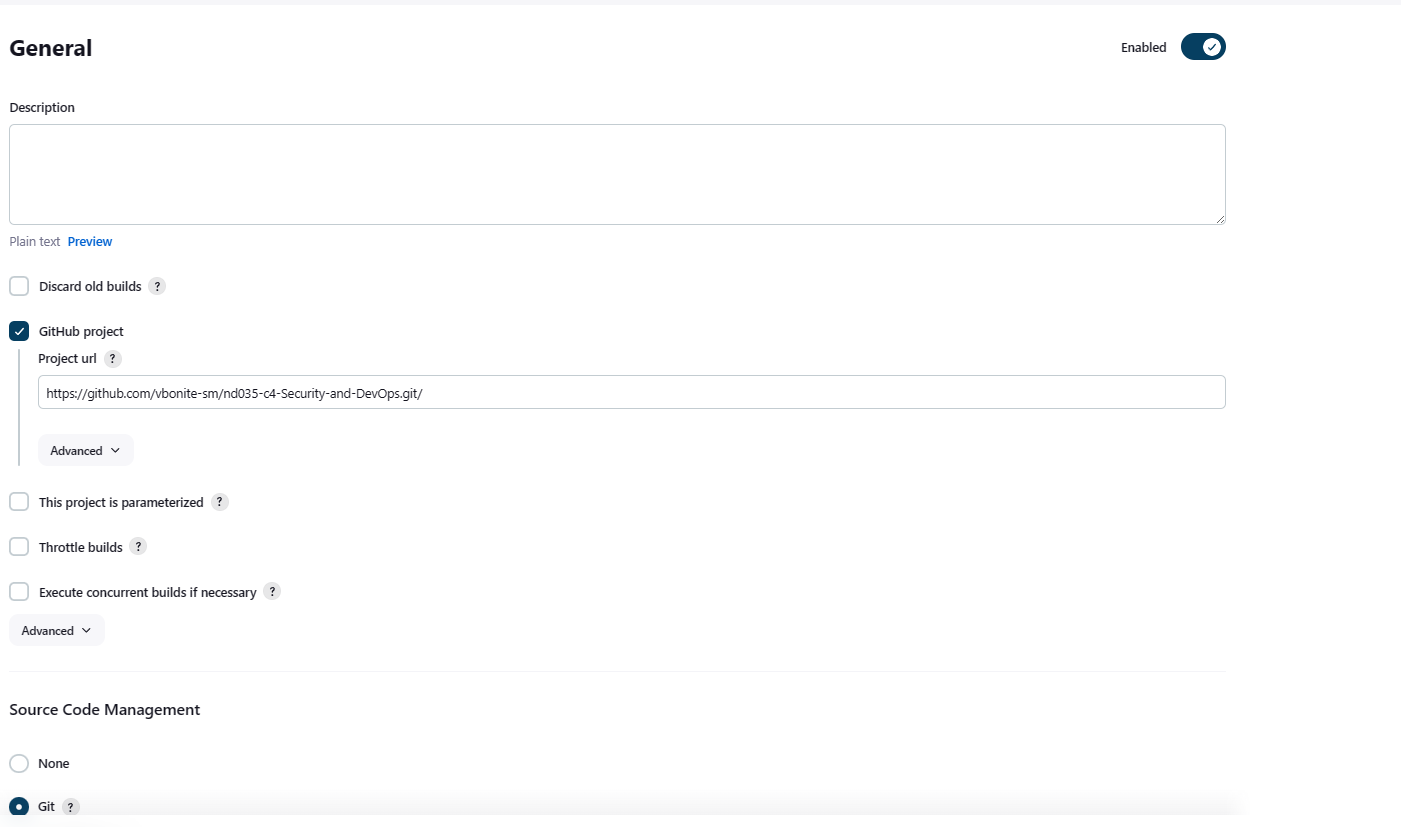 General
Enabled
Description
Plain text Preview
Discard old builds ?
GitHub project
Project url ?
https://github.com/vbonite-sm/nd035-c4-Security-and-DevOps.git/
Advanced
This project is parameterized ?
Throttle builds ?
Execute concurrent builds if necessary ?
Advanced
Source Code Management
None
Git ?